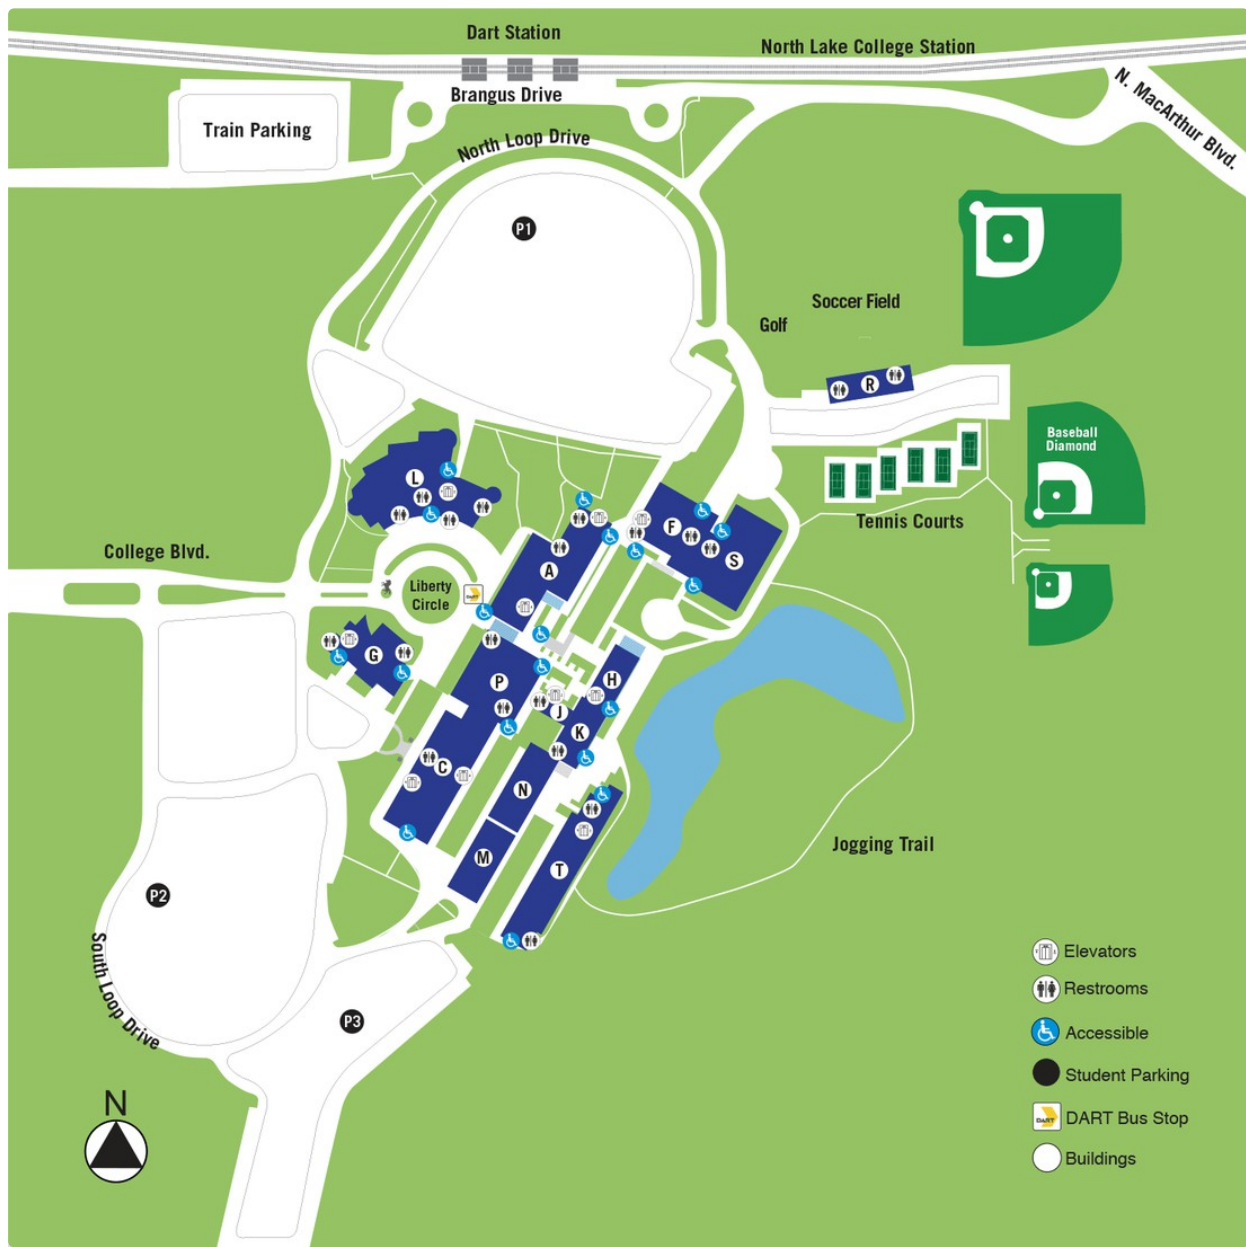 Dart Station
North Lake College Station
N. MacArthur Blvd.
Brangus Drive
Train Parking
North Loop Drive
P1
Soccer Field
Golf
R
Baseball
Diamond
Tennis Courts
L
F
S
A
College Blvd.
Liberty
Circle
DART
G
P
H
J
K
C
N
M
T
Jogging Trail
P2
South Loop Drive
P3
Elevators
Restrooms
Accessible
Student Parking
DART
DART Bus Stop
Buildings
N